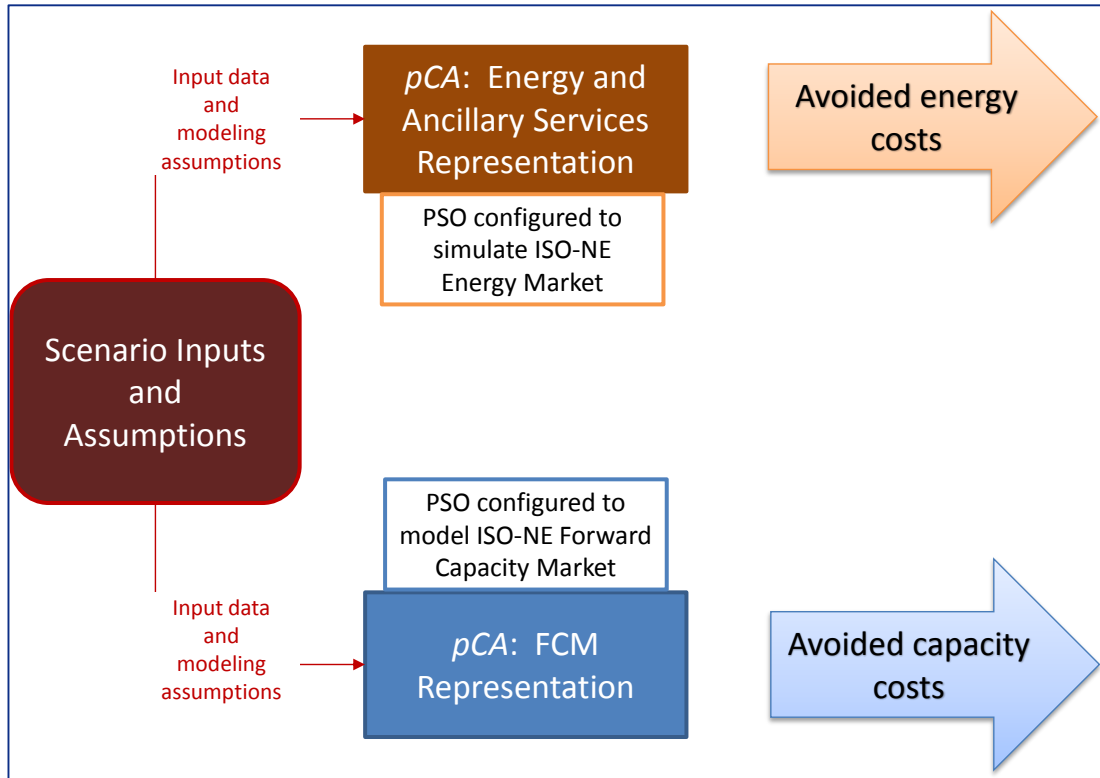 Input data
and
modeling
assumptions
pCA:  Energy and
Ancillary Services
Representation
PSO configured to
simulate ISO-NE
Energy Market
Avoided energy
costs
Scenario Inputs
and
Assumptions
PSO configured to
model ISO-NE Forward
Capacity Market
Input data
and
modeling
assumptions
pCA:  FCM
Representation
Avoided capacity
costs